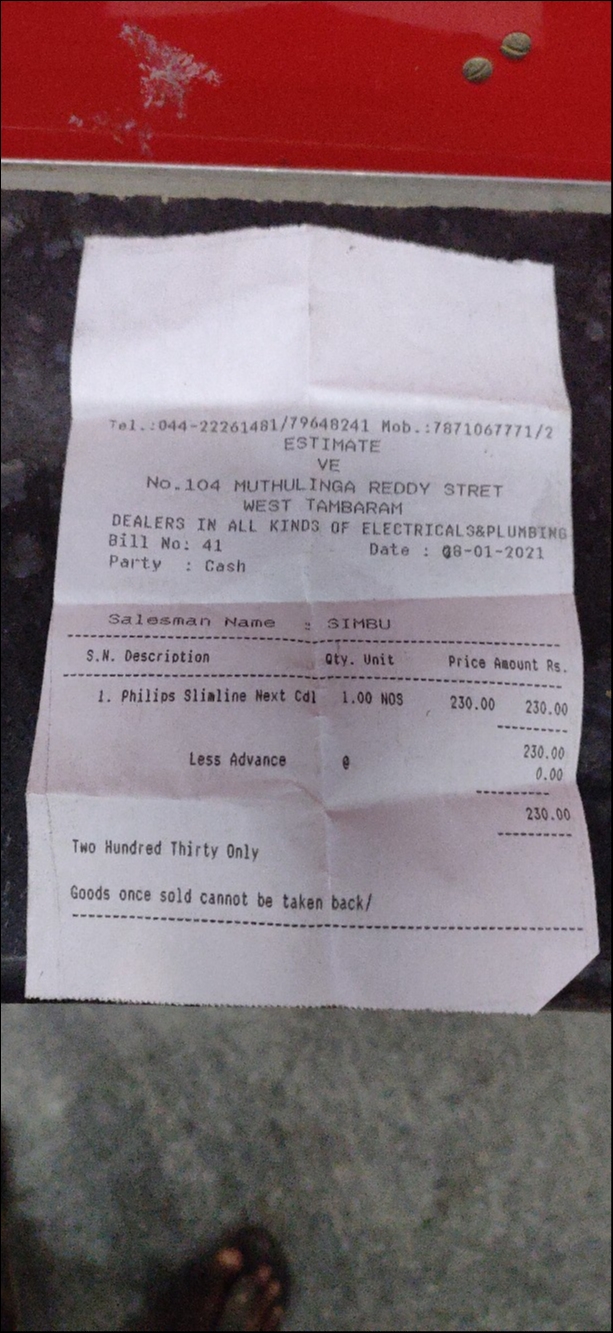 Tel.:044-22261481/79648241 Mob.:7871067771/2
ESTIMATE
VE
No.104 MUTHULINGA REDDY STRET
WEST TAMBARAM
DEALERS IN ALL KINDS OF ELECTRICALS&PLUMBING
Bill No: 41 Date : 08-01-2021
Party : Cash
Salesman Name : SIMBU
S.N. Description Qty. Unit Price Amount Rs.
1. Philips Slimline Next Cdl 1.00 NOS 230.00 230.00
230.00
Less Advance @ 0.00
230.00
Two Hundred Thirty Only
Goods once sold cannot be taken back/